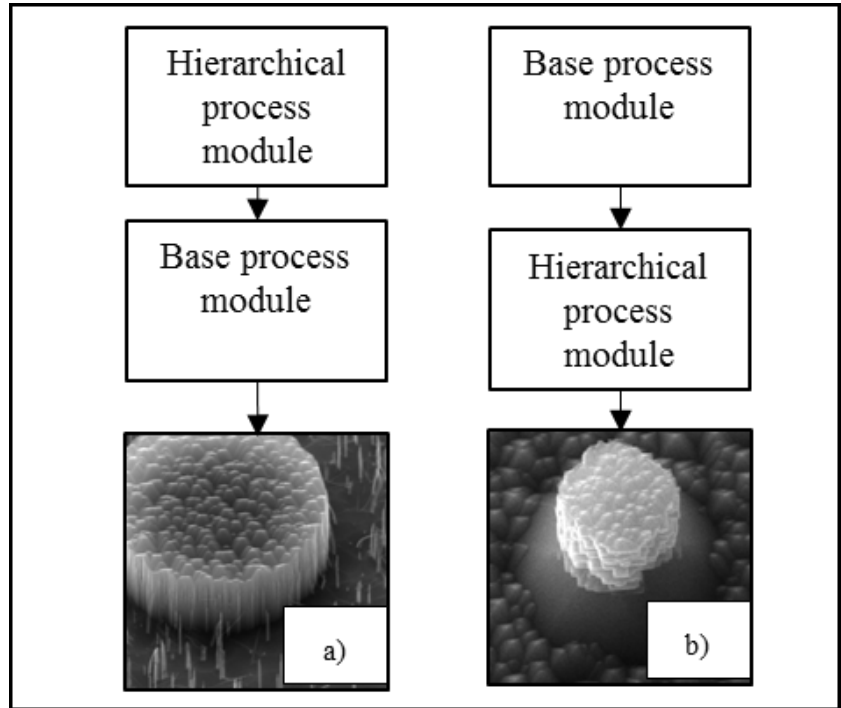 Hierarchical
process
module
Base process
module
a)
Base process
module
Hierarchical
process
module
b)